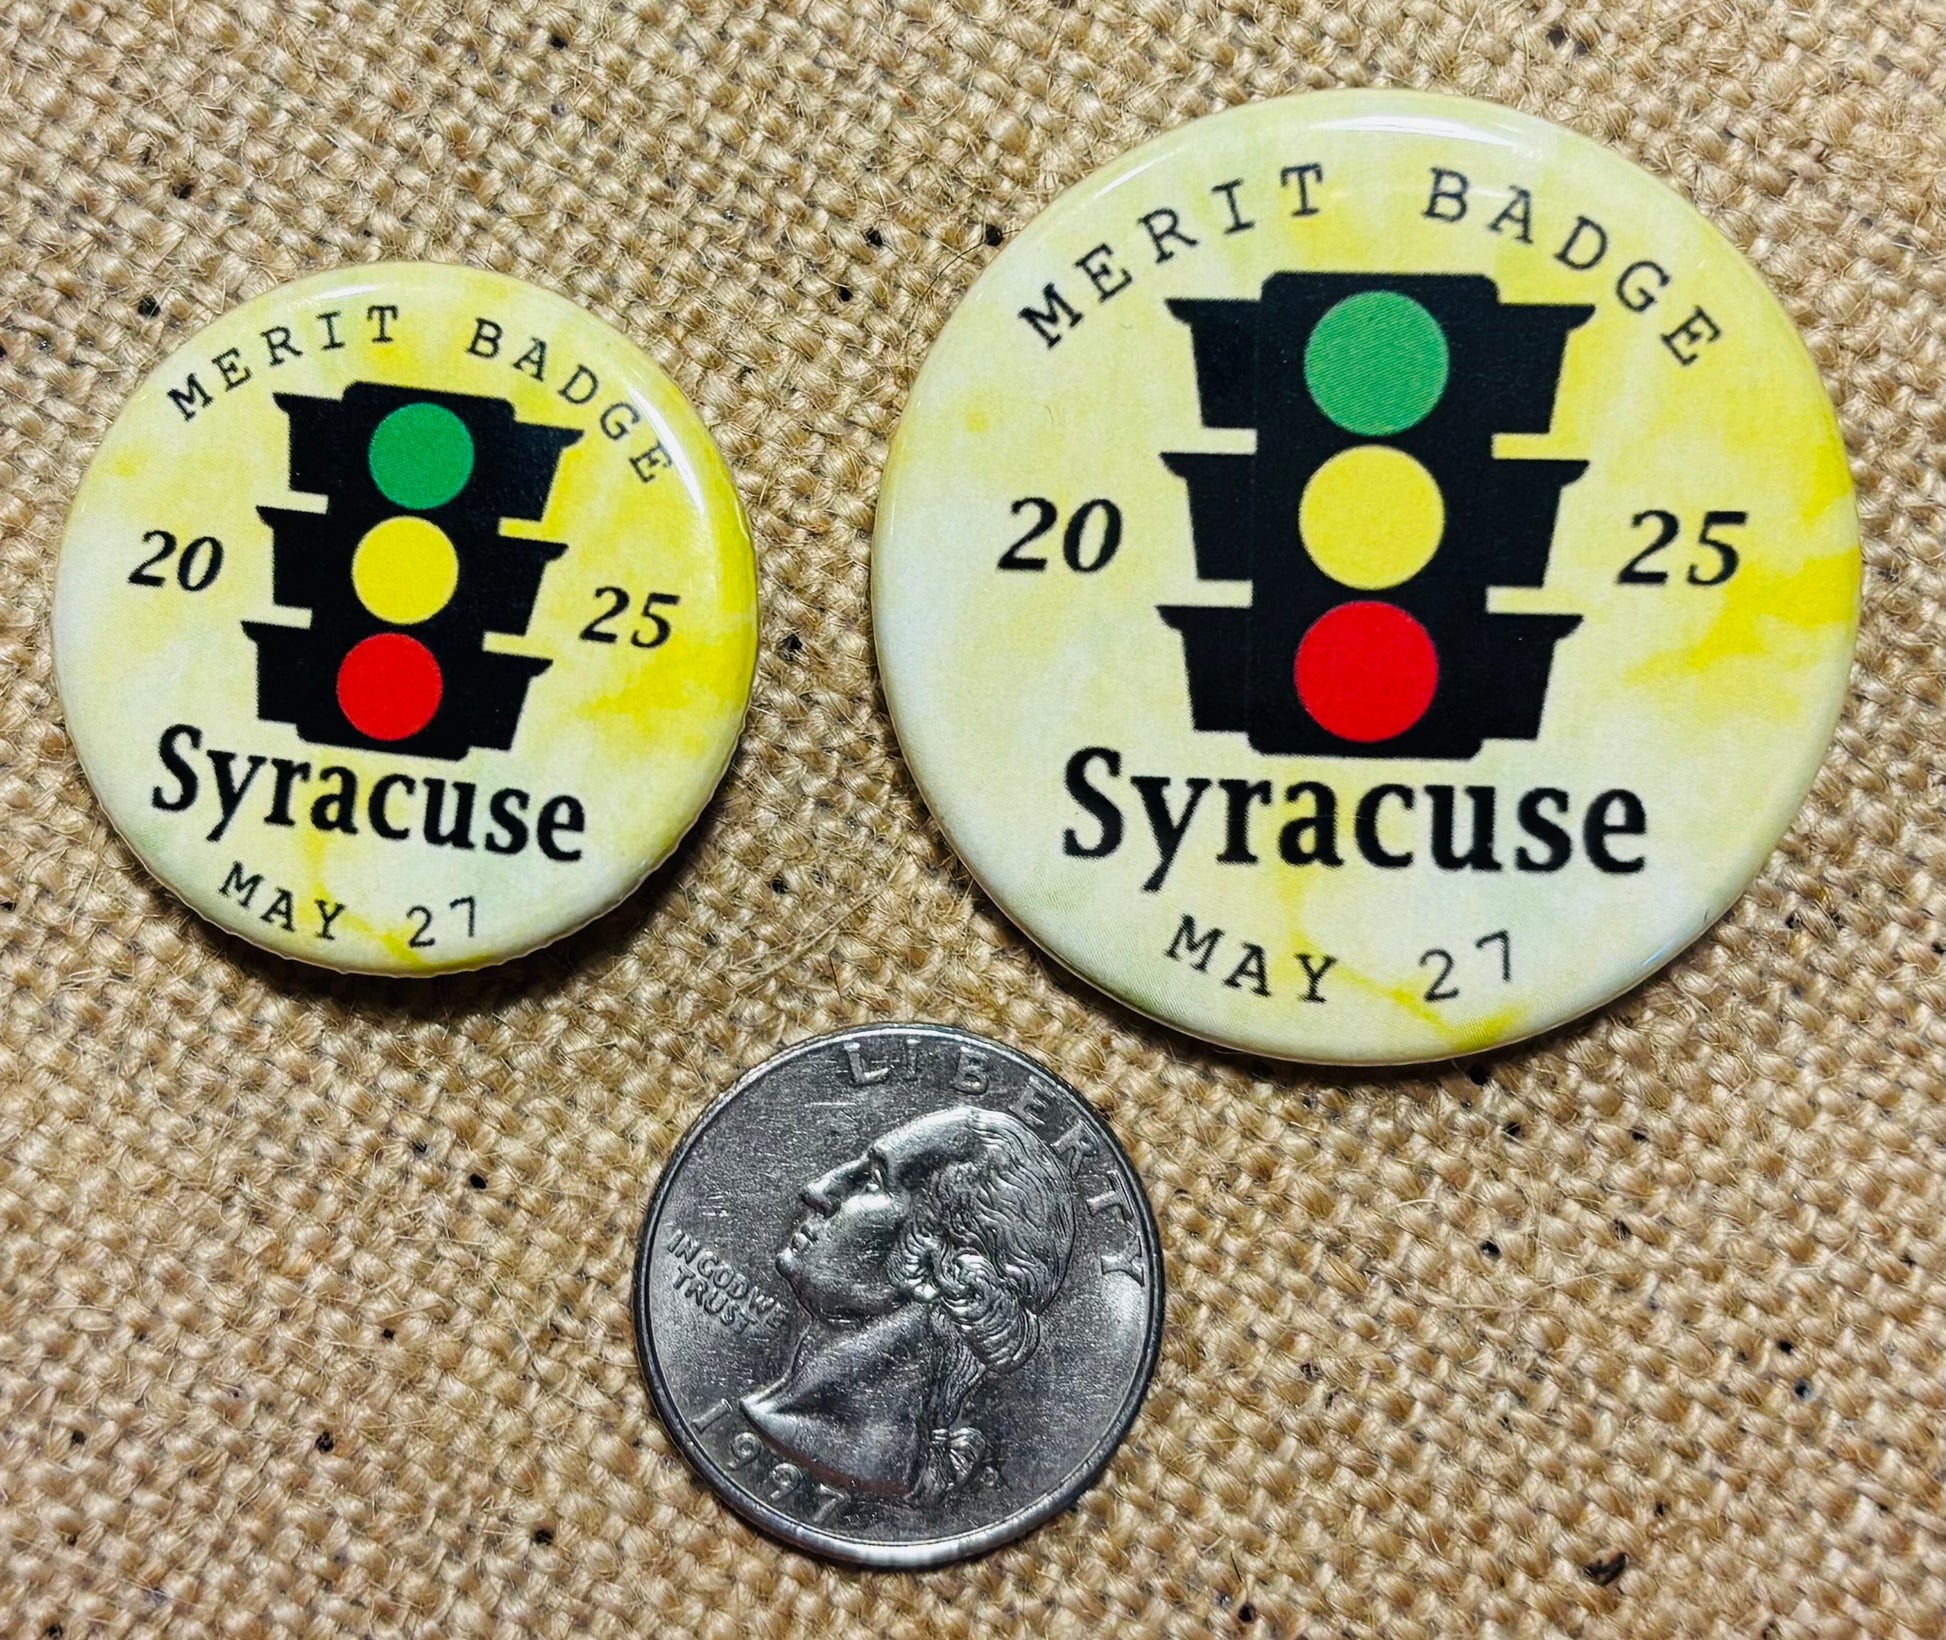 MERIT BADGE
20 25
Syracuse
MAY 27
MERIT BADGE
20 25
Syracuse
MAY 27
LIBERTY
IN GOD WE
TRUST
1997